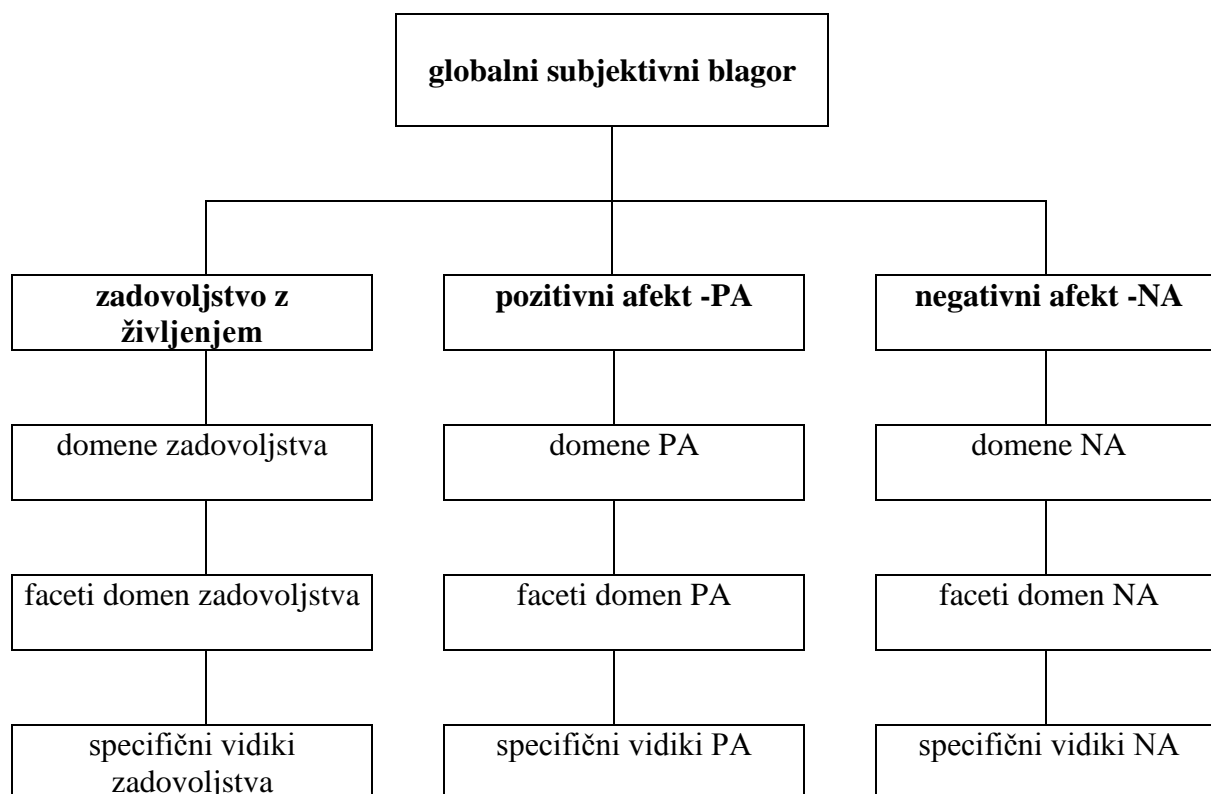 globalni subjektivni blagor
zadovoljstvo z
življenjem
pozitivni afekt -PA
negativni afekt -NA
domene zadovoljstva
domene PA
domene NA
faceti domen zadovoljstva
faceti domen PA
faceti domen NA
specifični vidiki
zadovoljstva
specifični vidiki PA
specifični vidiki NA